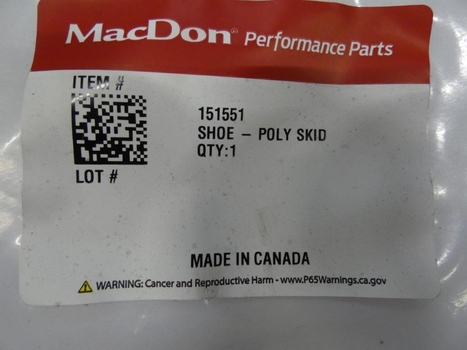 MacDon® Performance Parts
ITEM #
151551
SHOE - POLY SKID
QTY:1
LOT #
MADE IN CANADA
WARNING: Cancer and Reproductive Harm - www.P65Warnings.ca.gov